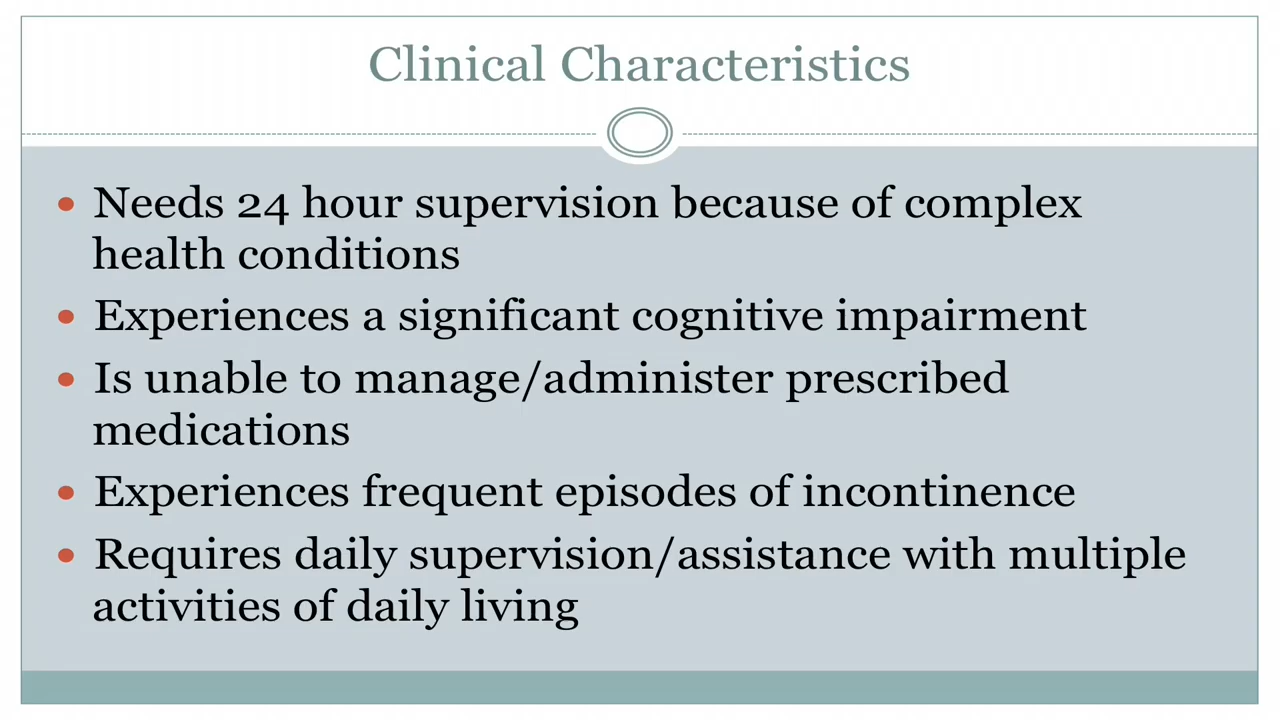 Clinical Characteristics
• Needs 24 hour supervision because of complex
health conditions
• Experiences a significant cognitive impairment
• Is unable to manage/administer prescribed
medications
• Experiences frequent episodes of incontinence
• Requires daily supervision/assistance with multiple
activities of daily living